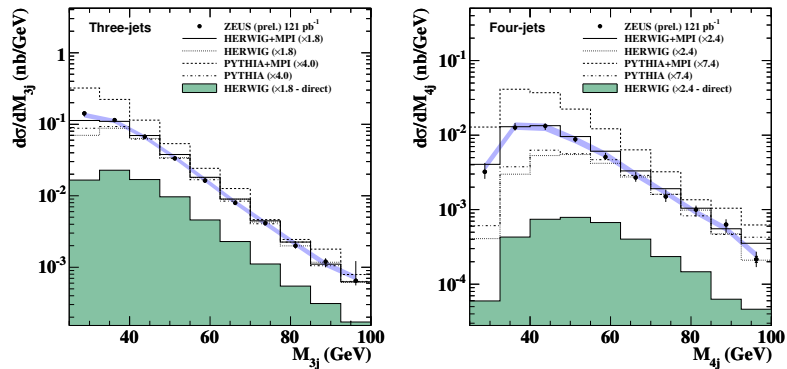 Three-jets
ZEUS (prel.) 121 pb⁻¹
HERWIG+MPI (×1.8)
HERWIG (×1.8)
PYTHIA+MPI (×4.0)
PYTHIA (×4.0)
HERWIG (×1.8 - direct)
dσ/dM₃ⱼ (nb/GeV)
1
10⁻¹
10⁻²
10⁻³
40 60 80 100
M₃ⱼ (GeV)
Four-jets
ZEUS (prel.) 121 pb⁻¹
HERWIG+MPI (×2.4)
HERWIG (×2.4)
PYTHIA+MPI (×7.4)
PYTHIA (×7.4)
HERWIG (×2.4 - direct)
dσ/dM₄ⱼ (nb/GeV)
10⁻¹
10⁻²
10⁻³
10⁻⁴
40 60 80 100
M₄ⱼ (GeV)